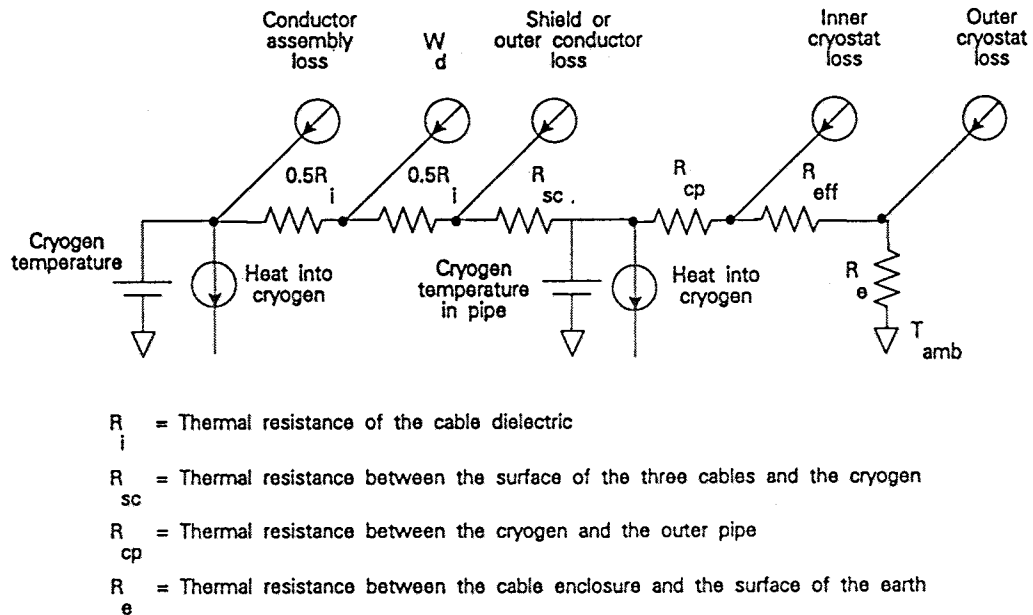 Conductor
assembly
loss
W
d
Shield or
outer conductor
loss
Inner
cryostat
loss
Outer
cryostat
loss
0.5R
i
0.5R
i
R
sc
R
cp
R
eff
Cryogen
temperature
Heat into
cryogen
Cryogen
temperature
in pipe
Heat into
cryogen
R
e
T
amb
R = Thermal resistance of the cable dielectric
i
R = Thermal resistance between the surface of the three cables and the cryogen
sc
R = Thermal resistance between the cryogen and the outer pipe
cp
R = Thermal resistance between the cable enclosure and the surface of the earth
e